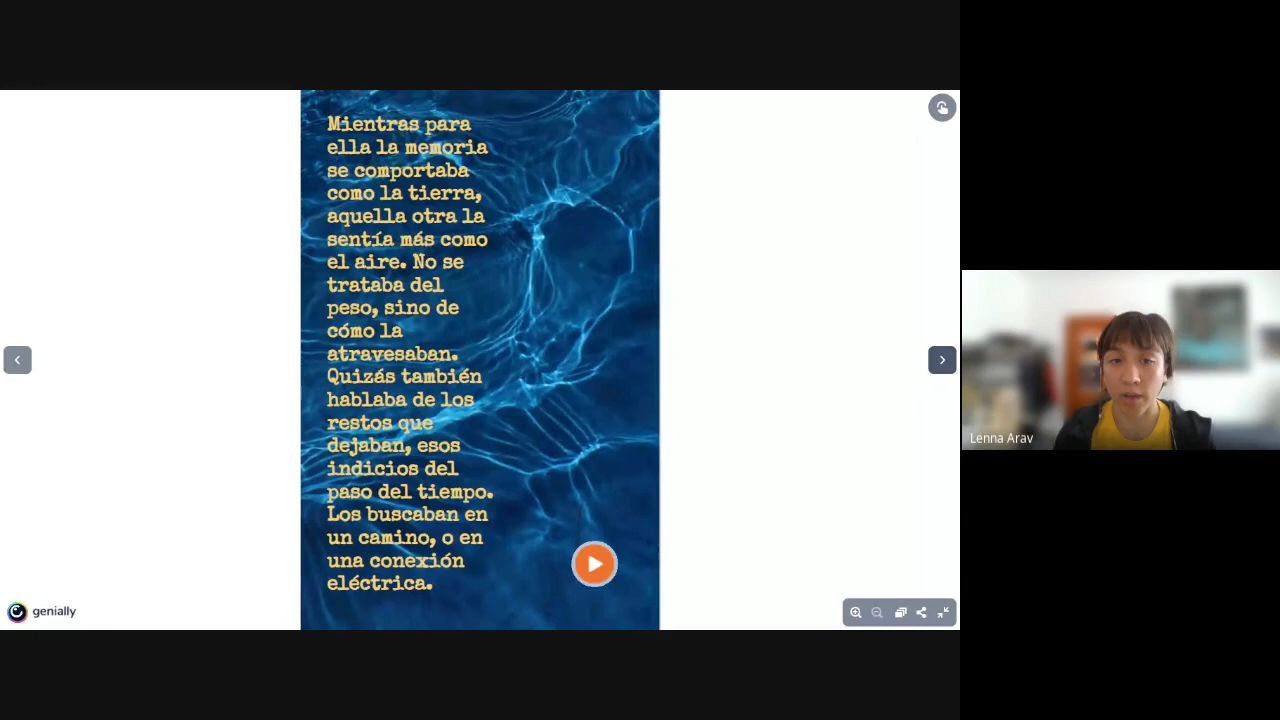 Mientras para
ella la memoria
se comportaba
como la tierra,
aquella otra la
sentía más como
el aire. No se
trataba del
peso, sino de
cómo la
atravesaban.
Quizás también
hablaba de los
restos que
dejaban, esos
indicios del
paso del tiempo.
Los buscaban en
un camino, o en
una conexión
eléctrica.
genially
Lenna Arav